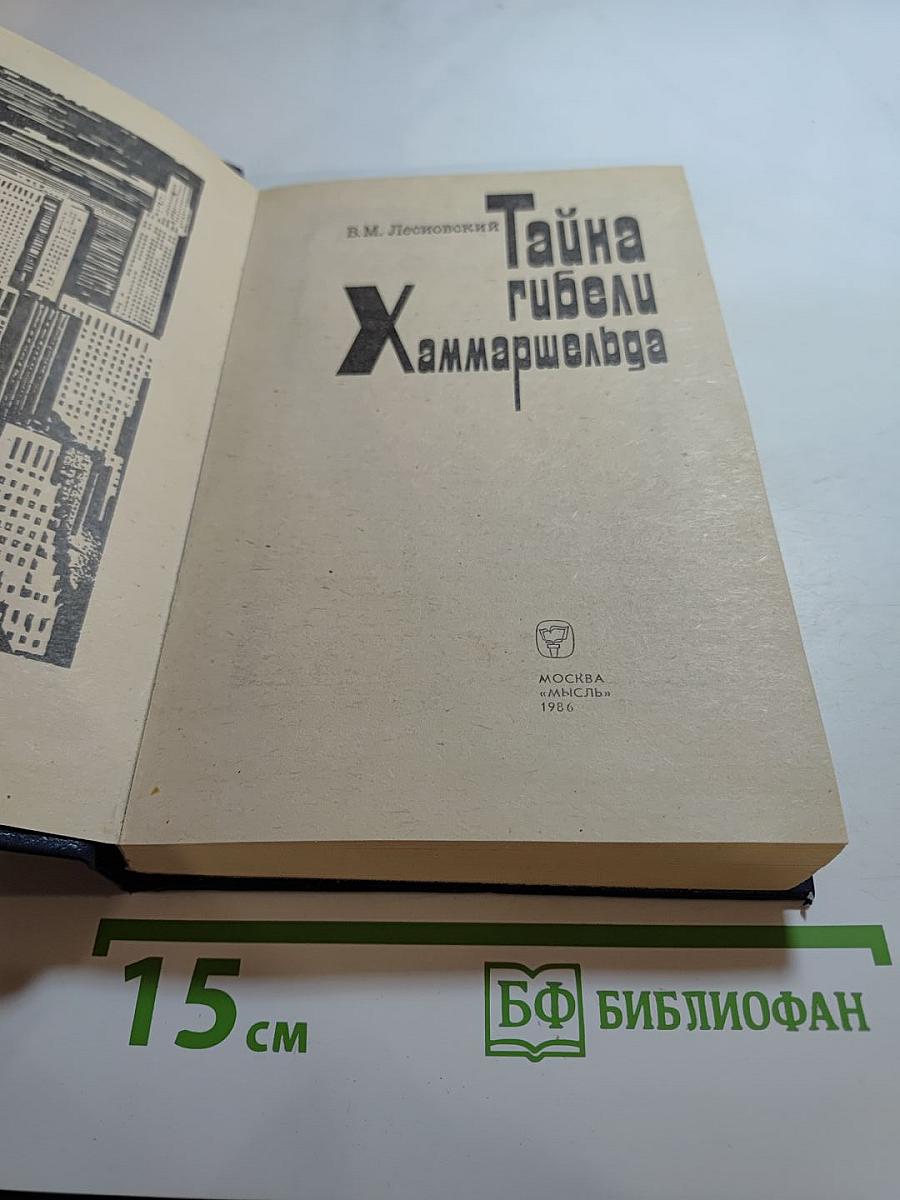 В. М. Лесиовский
Тайна
гибели
Хаммаршельда
МОСКВА
«МЫСЛЬ»
1986
15 см
БФ БИБЛИОФАН